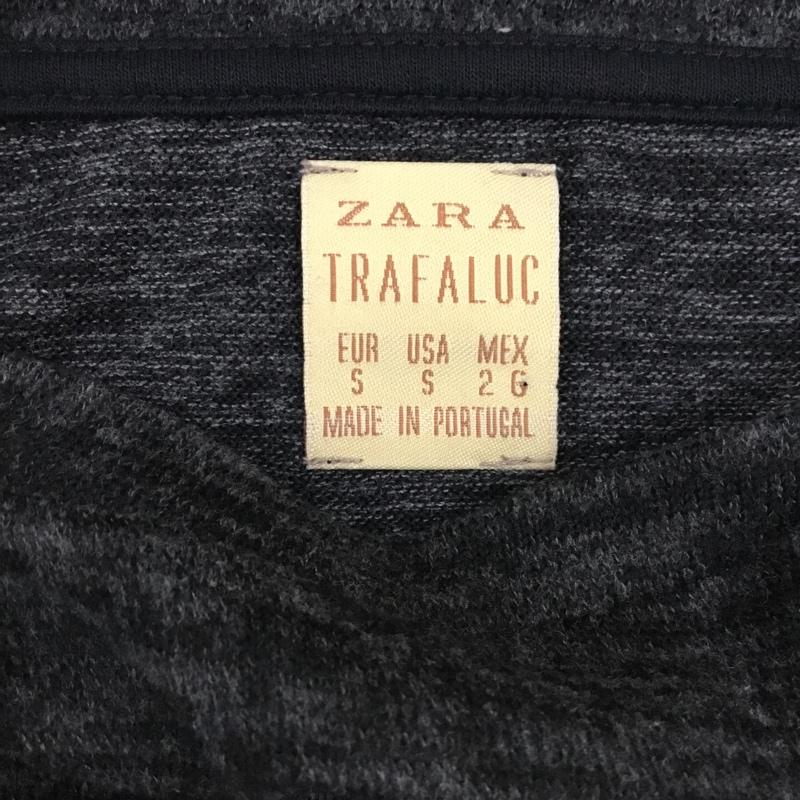 ZARA
TRAFALUC
EUR USA MEX
S S 26
MADE IN PORTUGAL